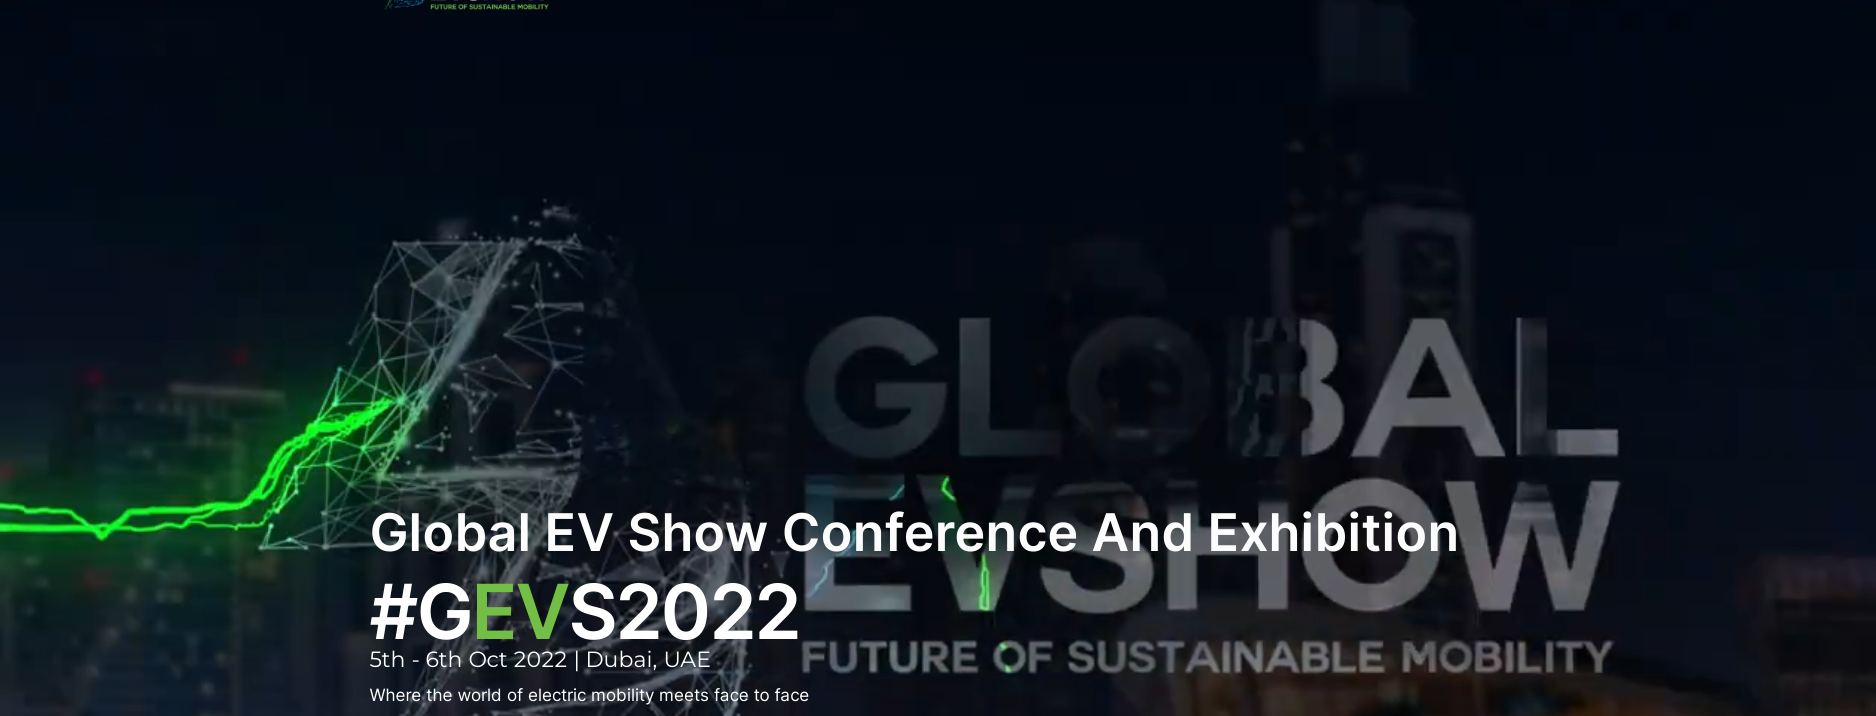 FUTURE OF SUSTAINABLE MOBILITY
GLOBAL
EVSHOW
FUTURE OF SUSTAINABLE MOBILITY
Global EV Show Conference And Exhibition
#GEVS2022
5th - 6th Oct 2022 | Dubai, UAE
Where the world of electric mobility meets face to face